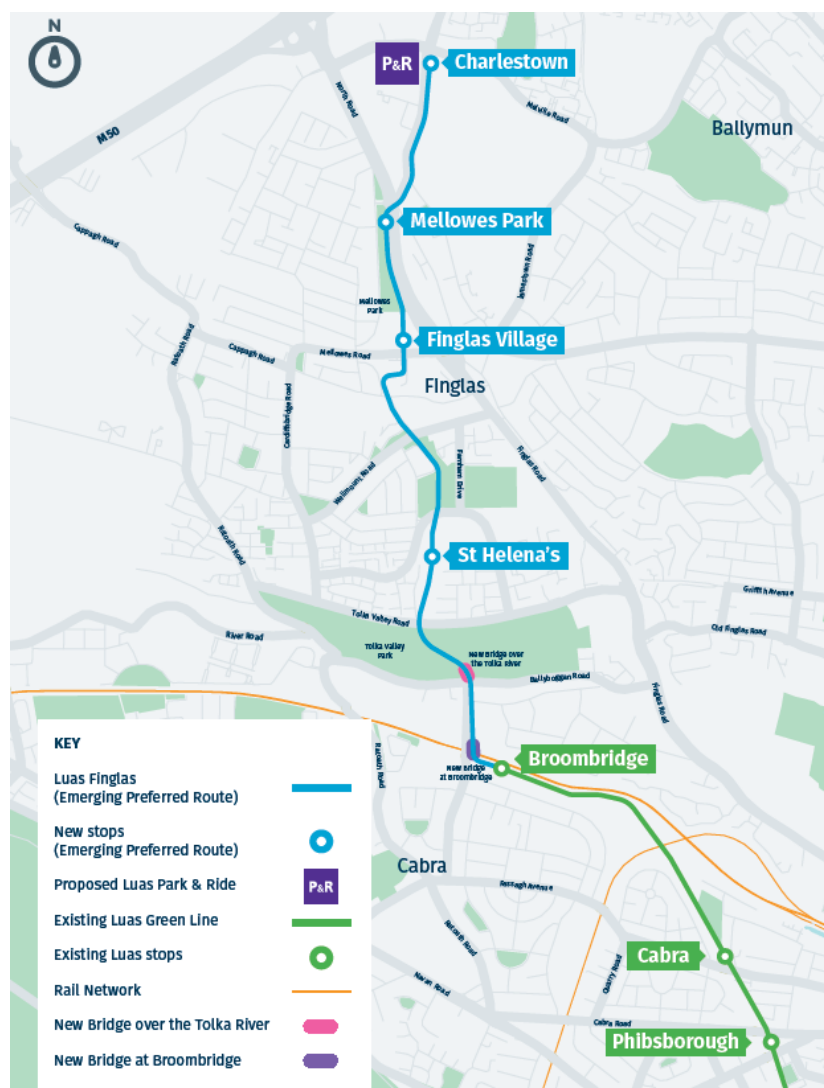 N
P&R
Charlestown
North Road
Melville Road
Ballymun
M50
Cappagh Road
Mellowes Park
Jamestown Road
Mellowes
Park
Finglas Village
Ratoath Road
Cappagh Road
Mellowes Road
Finglas
Cardiffsbridge Road
Wellmount Road
Farnham Drive
Finglas Road
St Helena's
Ratoath Road
Griffith Avenue
Tolka Valley Road
Old Finglas Road
River Road
Tolka Valley
Park
New Bridge over
the Tolka River
Ballyboggan Road
Finglas Road
Broombridge
New Bridge
at Broombridge
Ratoath Road
Cabra
Fassagh Avenue
Ratoath Road
Quarry Road
Cabra
Navan Road
Cabra Road
Phibsborough
KEY
Luas Finglas
(Emerging Preferred Route)
New stops
(Emerging Preferred Route)
Proposed Luas Park & Ride
P&R
Existing Luas Green Line
Existing Luas stops
Rail Network
New Bridge over the Tolka River
New Bridge at Broombridge